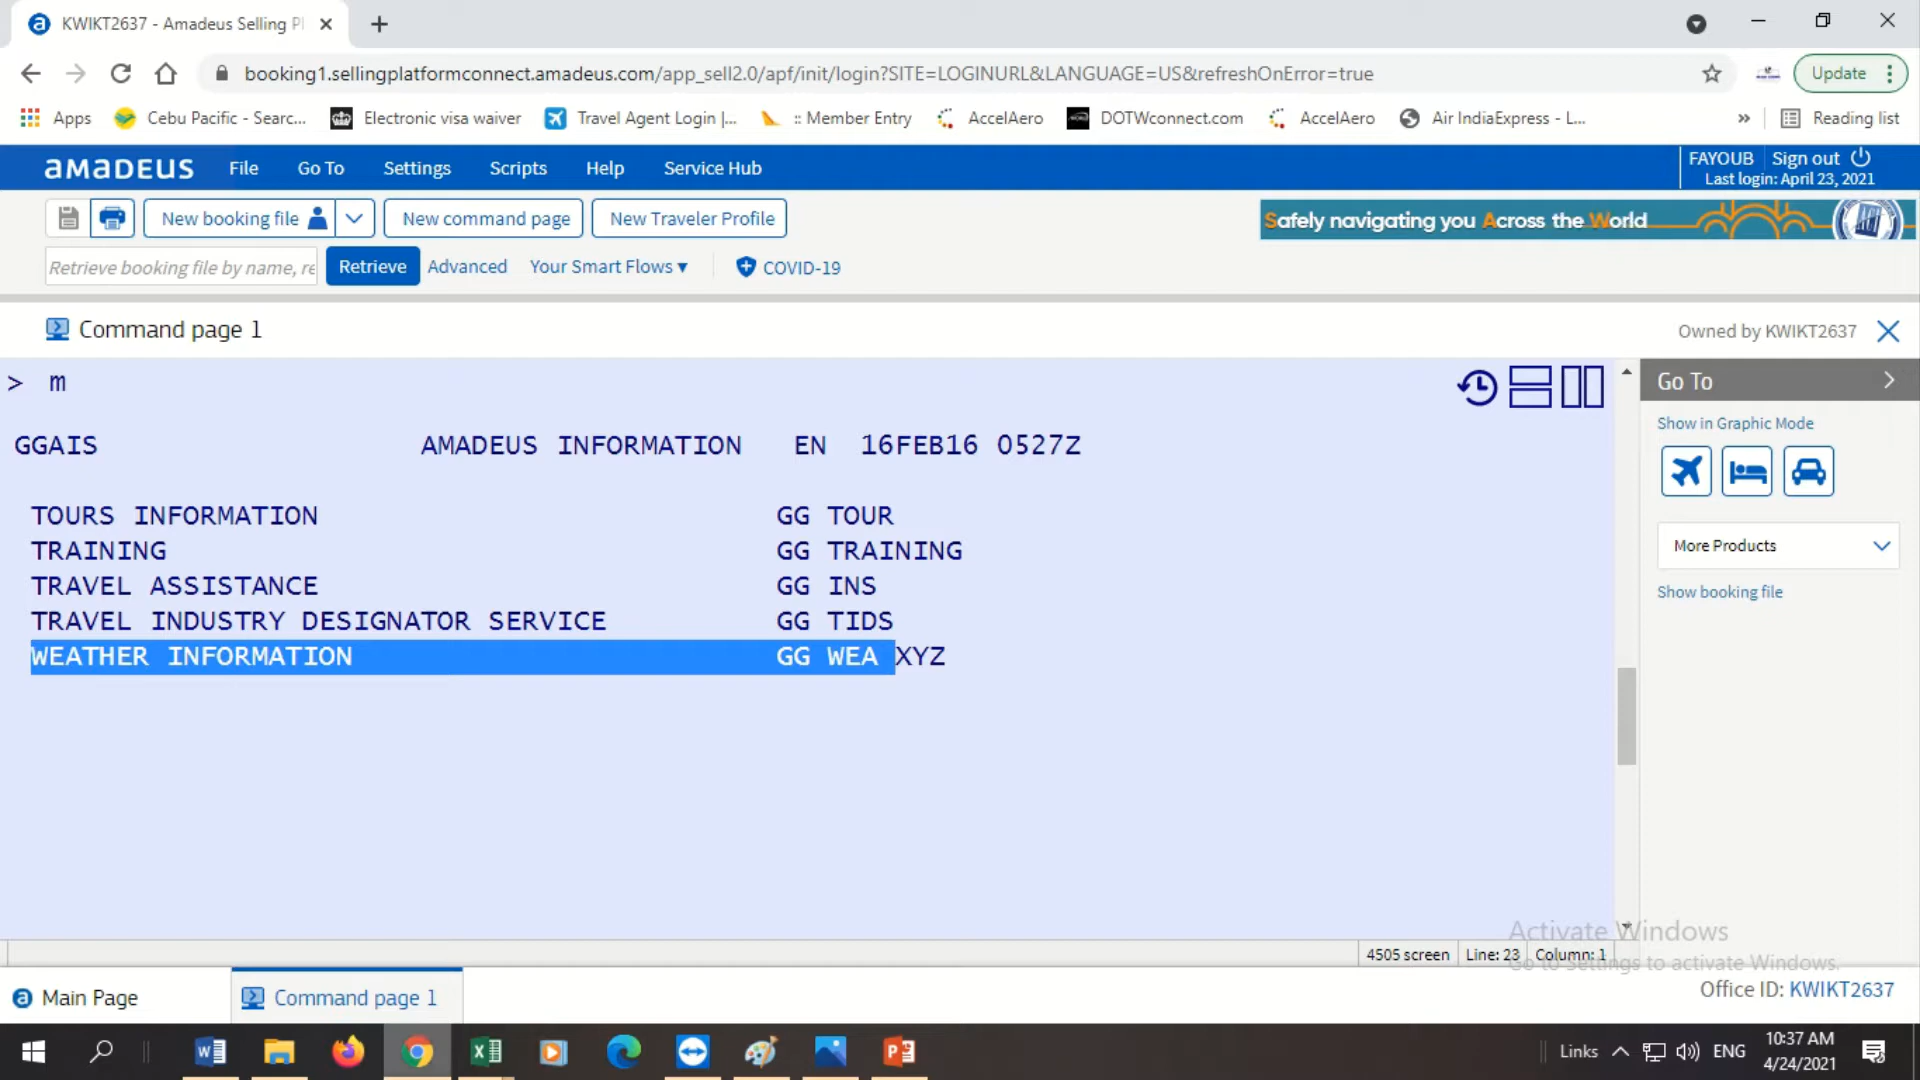 KWIKT2637 - Amadeus Selling Pl
booking1.sellingplatformconnect.amadeus.com/app_sell2.0/apf/init/login?SITE=LOGINURL&LANGUAGE=US&refreshOnError=true
Update
Apps Cebu Pacific - Searc... Electronic visa waiver Travel Agent Login |... :: Member Entry AccelAero DOTWconnect.com AccelAero Air IndiaExpress - L... » Reading list
amadeus File Go To Settings Scripts Help Service Hub FAYOUB Sign out
Last login: April 23, 2021
New booking file New command page New Traveler Profile Safely navigating you Across the World
Retrieve booking file by name, re Retrieve Advanced Your Smart Flows ▾ COVID-19
Command page 1 Owned by KWIKT2637
> m
Go To
Show in Graphic Mode
GGAIS AMADEUS INFORMATION EN 16FEB16 0527Z
TOURS INFORMATION GG TOUR
TRAINING GG TRAINING
More Products
TRAVEL ASSISTANCE GG INS
Show booking file
TRAVEL INDUSTRY DESIGNATOR SERVICE GG TIDS
WEATHER INFORMATION GG WEA XYZ
Activate Windows
Go to Settings to activate Windows.
4505 screen Line: 23 Column: 1
Main Page Command page 1
Office ID: KWIKT2637
Links ENG 10:37 AM
4/24/2021